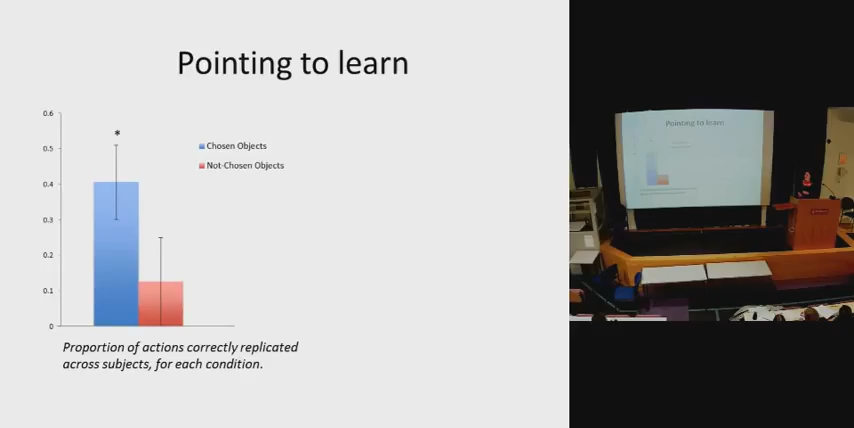 Pointing to learn
0.6
*
0.5
Chosen Objects
Not-Chosen Objects
0.4
0.3
0.2
0.1
0
Proportion of actions correctly replicated
across subjects, for each condition.
Pointing to learn